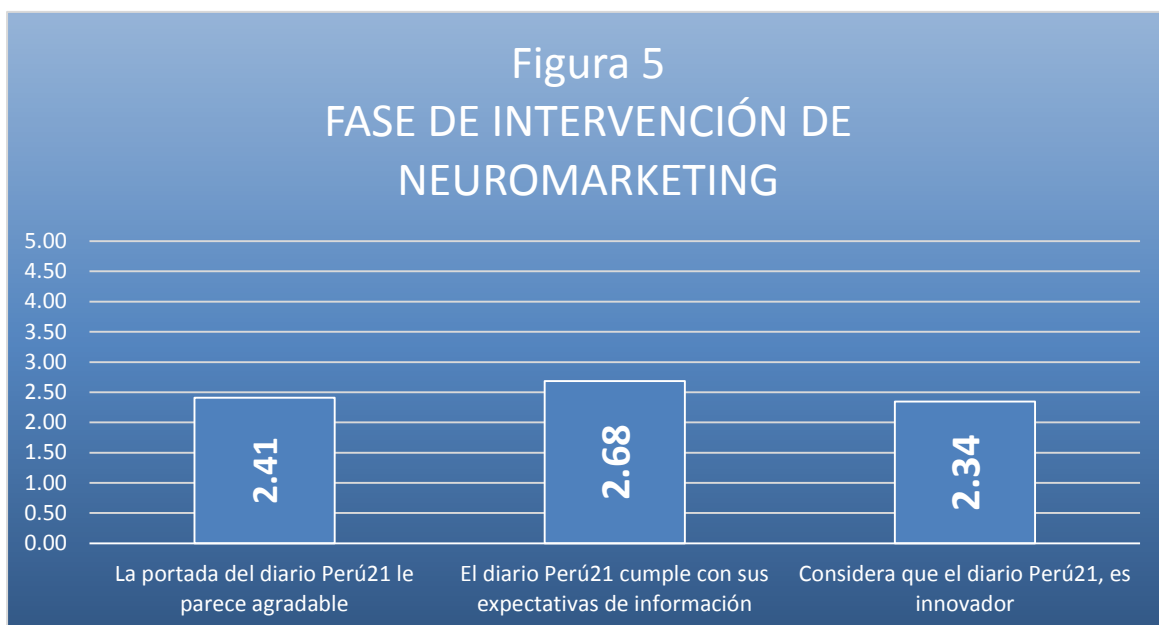 Figura 5
FASE DE INTERVENCIÓN DE
NEUROMARKETING
5.00
4.50
4.00
3.50
3.00
2.50
2.00
1.50
1.00
0.50
0.00
2.41
2.68
2.34
La portada del diario Perú21 le
parece agradable
El diario Perú21 cumple con sus
expectativas de información
Considera que el diario Perú21, es
innovador